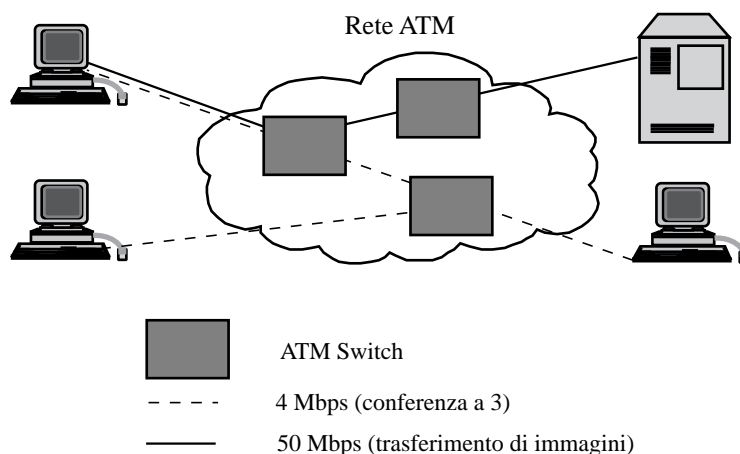 Rete ATM
ATM Switch
4 Mbps (conferenza a 3)
50 Mbps (trasferimento di immagini)